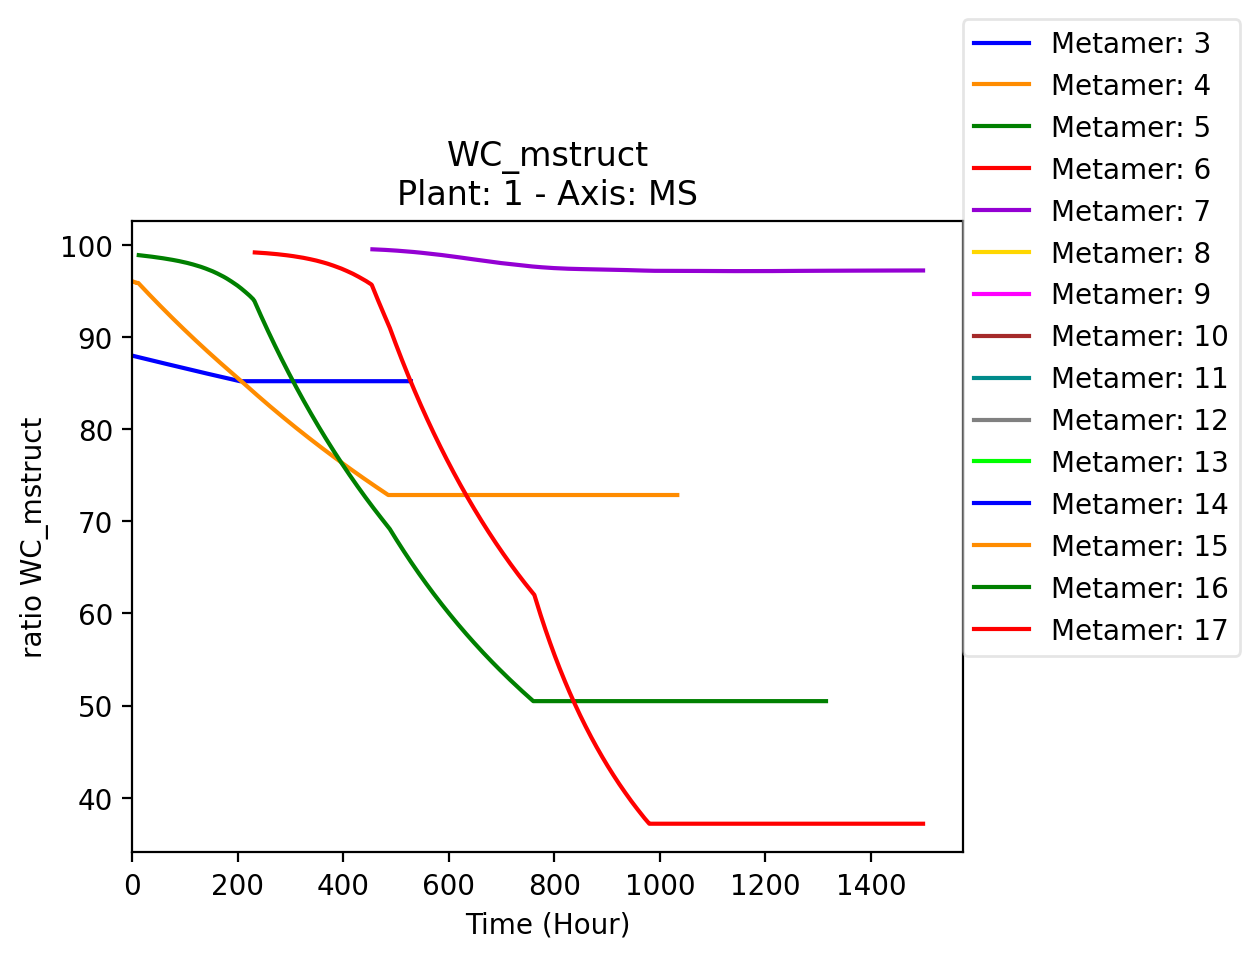 WC_mstruct
Plant: 1 - Axis: MS
ratio WC_mstruct
100
90
80
70
60
50
40
0
200
400
600
800
1000
1200
1400
Time (Hour)
Metamer: 3
Metamer: 4
Metamer: 5
Metamer: 6
Metamer: 7
Metamer: 8
Metamer: 9
Metamer: 10
Metamer: 11
Metamer: 12
Metamer: 13
Metamer: 14
Metamer: 15
Metamer: 16
Metamer: 17